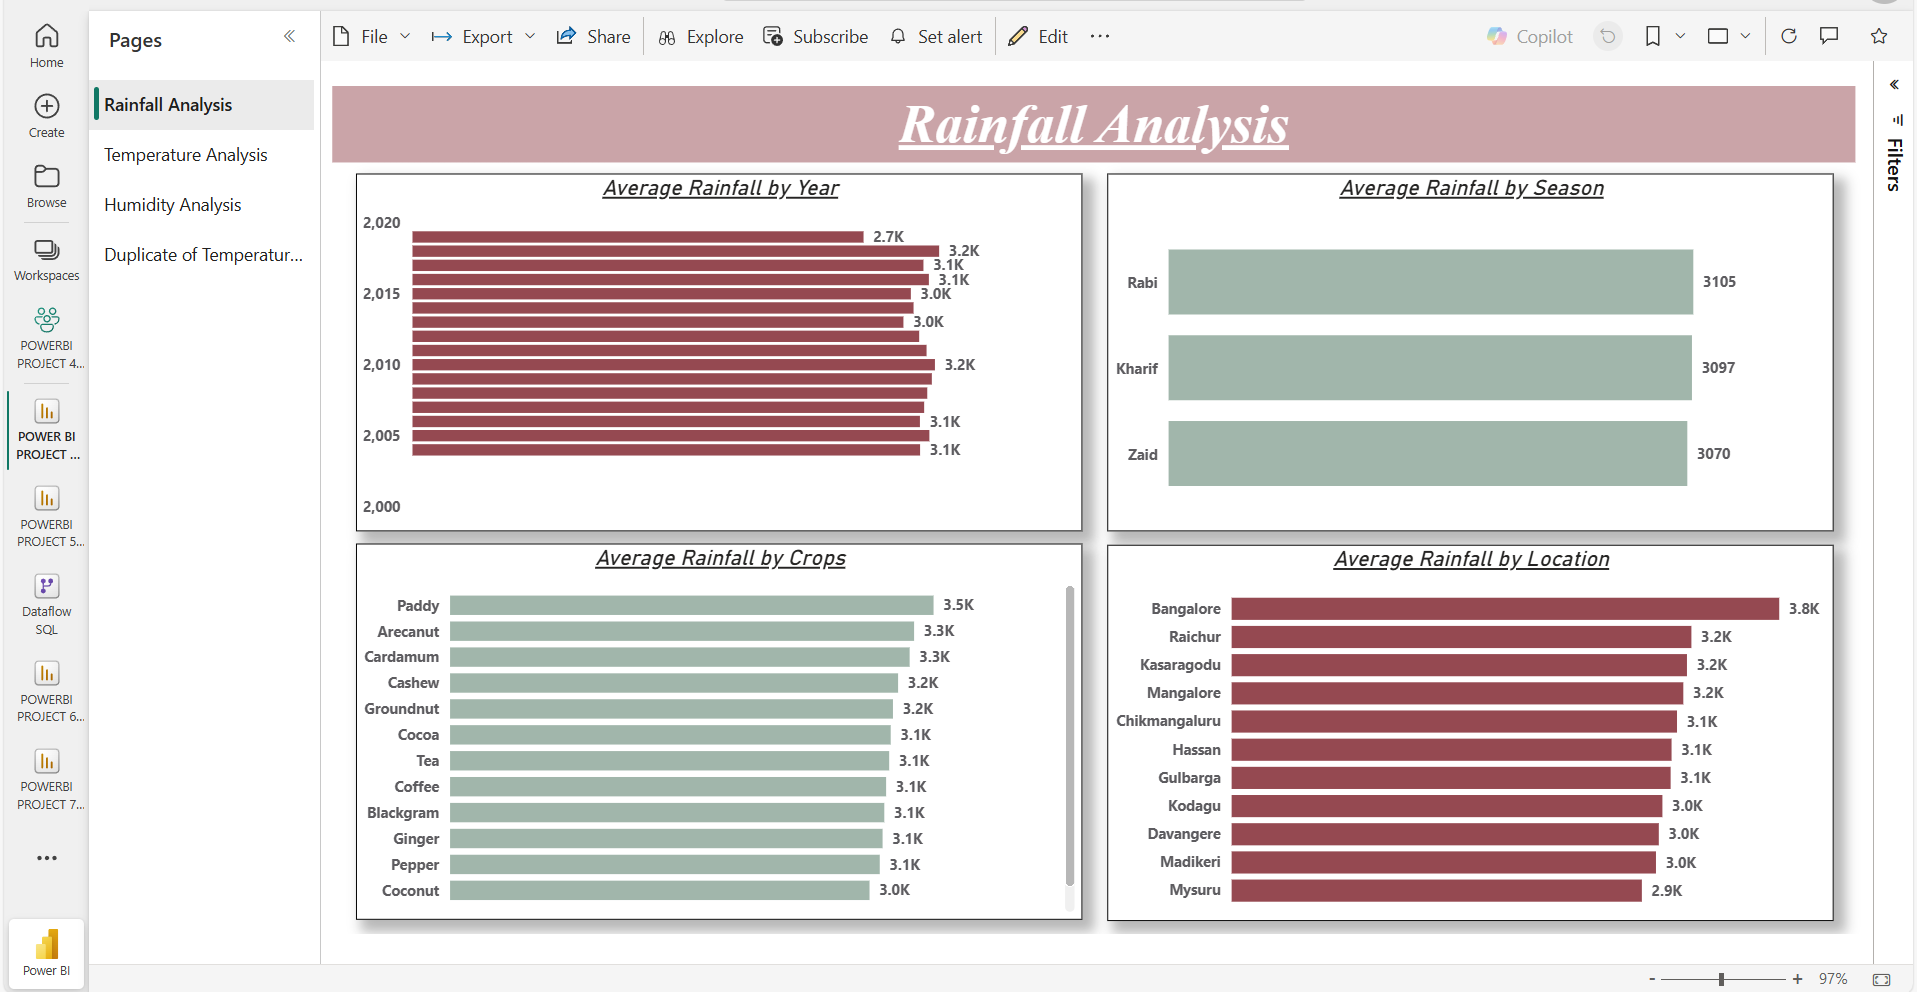 Home
Create
Browse
Workspaces
POWERBI
PROJECT 4...
POWER BI
PROJECT ...
POWERBI
PROJECT 5...
Dataflow
SQL
POWERBI
PROJECT 6...
POWERBI
PROJECT 7...
Power BI
Pages
Rainfall Analysis
Temperature Analysis
Humidity Analysis
Duplicate of Temperatur...
File
Export
Share
Explore
Subscribe
Set alert
Edit
Copilot
Rainfall Analysis
Average Rainfall by Year
2,020
2.7K
3.2K
3.1K
3.1K
2,015
3.0K
3.0K
2,010
3.2K
3.1K
2,005
3.1K
2,000
Average Rainfall by Season
Rabi 3105
Kharif 3097
Zaid 3070
Average Rainfall by Crops
Paddy 3.5K
Arecanut 3.3K
Cardamum 3.3K
Cashew 3.2K
Groundnut 3.2K
Cocoa 3.1K
Tea 3.1K
Coffee 3.1K
Blackgram 3.1K
Ginger 3.1K
Pepper 3.1K
Coconut 3.0K
Average Rainfall by Location
Bangalore 3.8K
Raichur 3.2K
Kasaragodu 3.2K
Mangalore 3.2K
Chikmangaluru 3.1K
Hassan 3.1K
Gulbarga 3.1K
Kodagu 3.0K
Davangere 3.0K
Madikeri 3.0K
Mysuru 2.9K
Filters
- + 97%